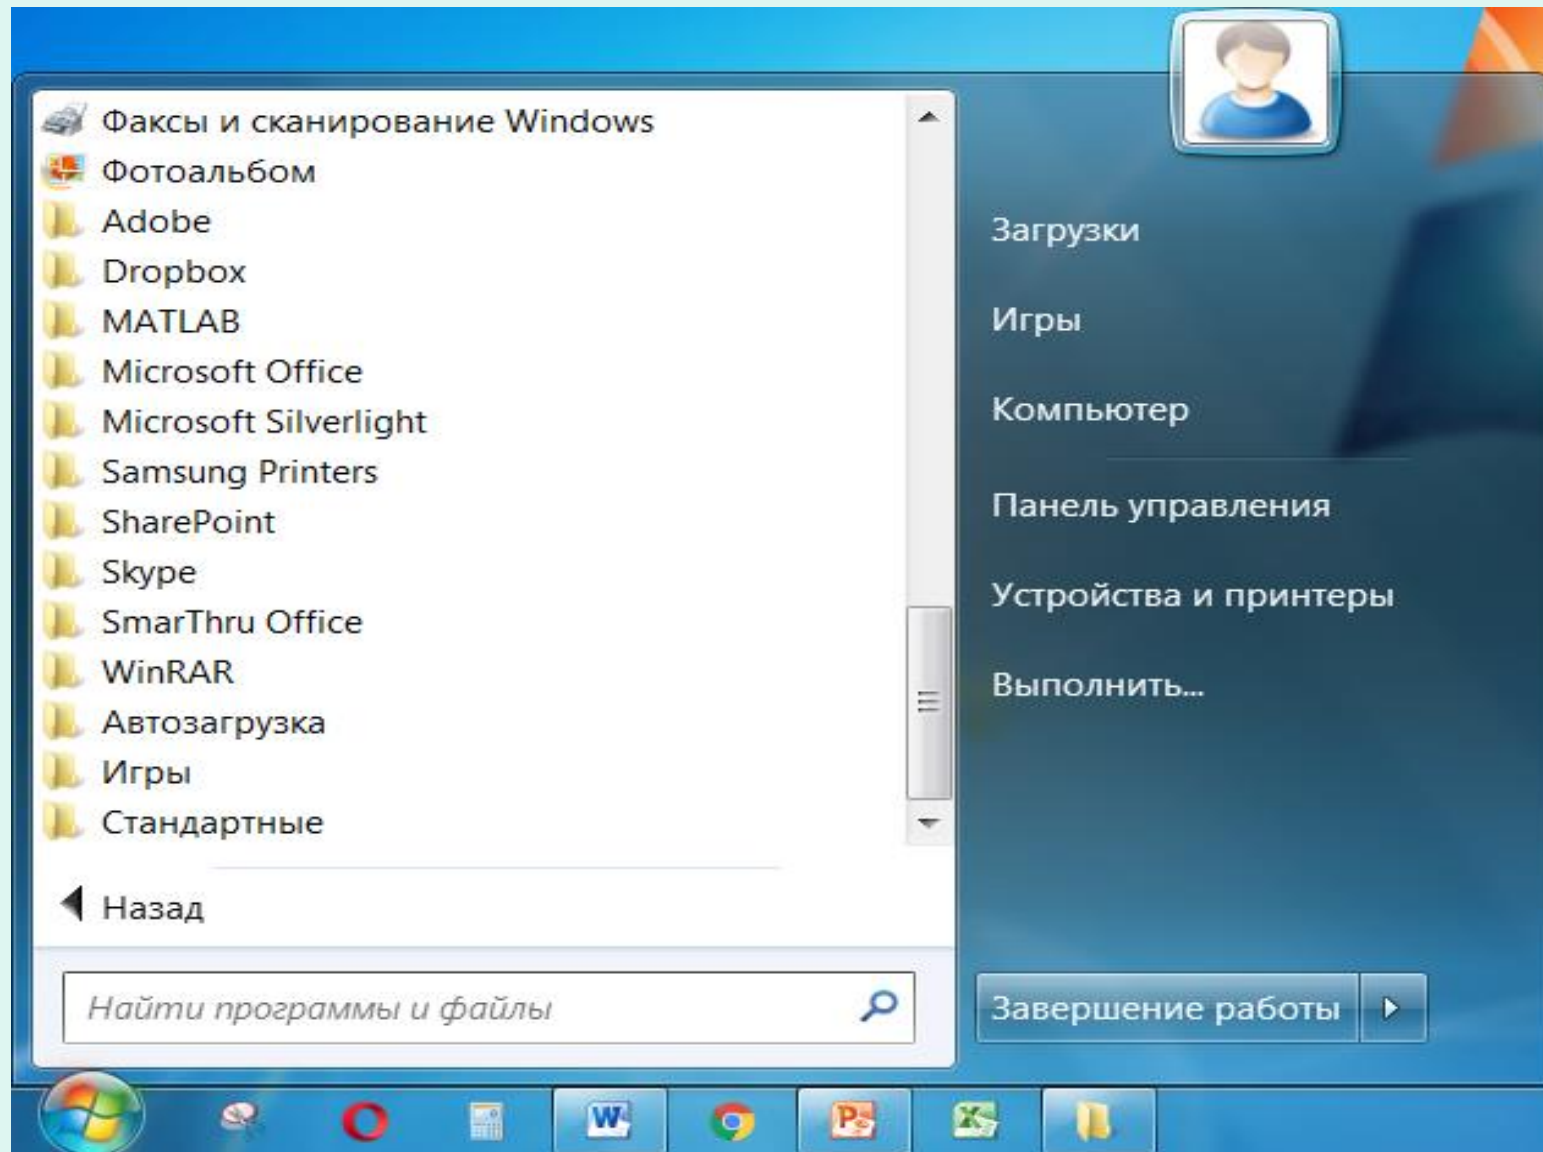 Факсы и сканирование Windows
Фотоальбом
Adobe
Dropbox
MATLAB
Microsoft Office
Microsoft Silverlight
Samsung Printers
SharePoint
Skype
SmarThru Office
WinRAR
Автозагрузка
Игры
Стандартные
Назад
Найти программы и файлы
Загрузки
Игры
Компьютер
Панель управления
Устройства и принтеры
Выполнить...
Завершение работы